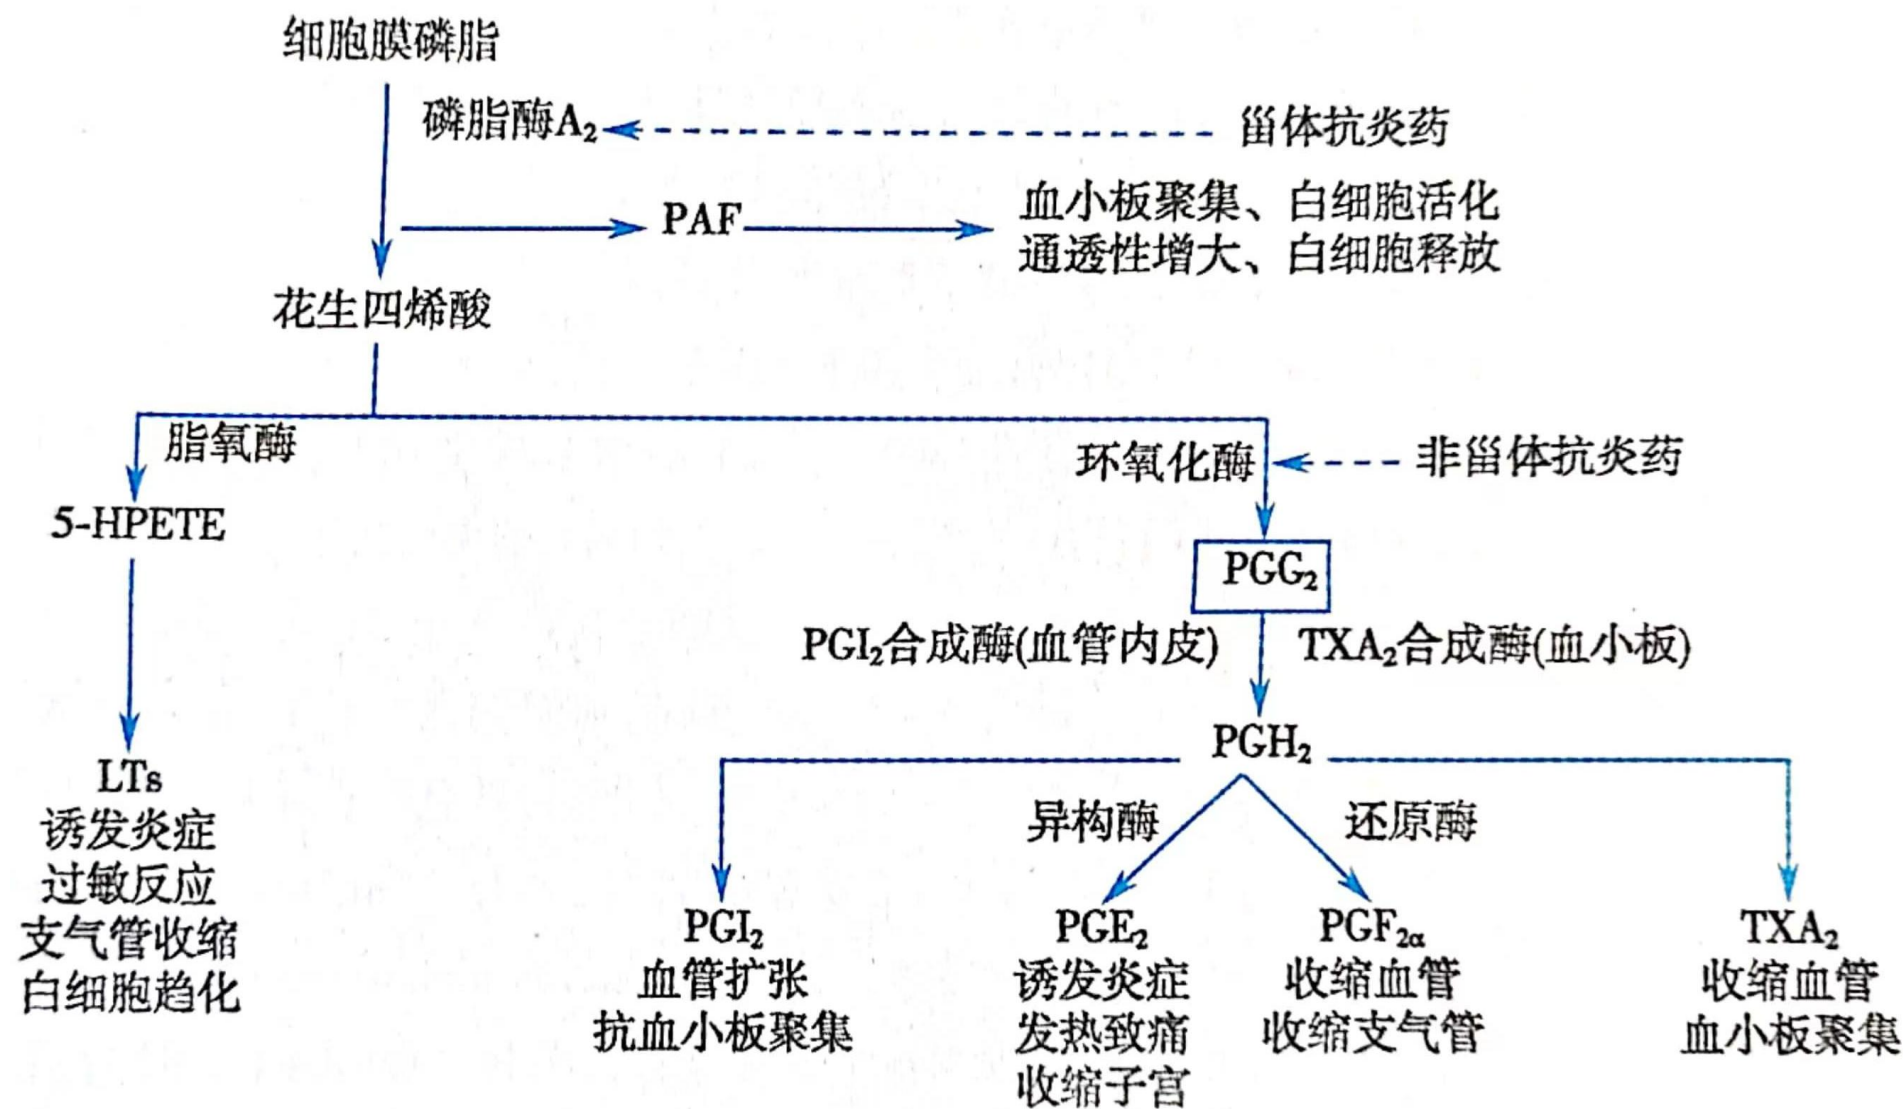 细胞膜磷脂
磷脂酶A₂
甾体抗炎药
PAF
血小板聚集、白细胞活化
通透性增大、白细胞释放
花生四烯酸
脂氧酶
环氧化酶
非甾体抗炎药
5-HPETE
PGG₂
PGI₂合成酶(血管内皮)
TXA₂合成酶(血小板)
PGH₂
LTs
诱发炎症
过敏反应
支气管收缩
白细胞趋化
异构酶
还原酶
PGI₂
血管扩张
抗血小板聚集
PGE₂
诱发炎症
发热致痛
收缩子宫
PGF₂α
收缩血管
收缩支气管
TXA₂
收缩血管
血小板聚集